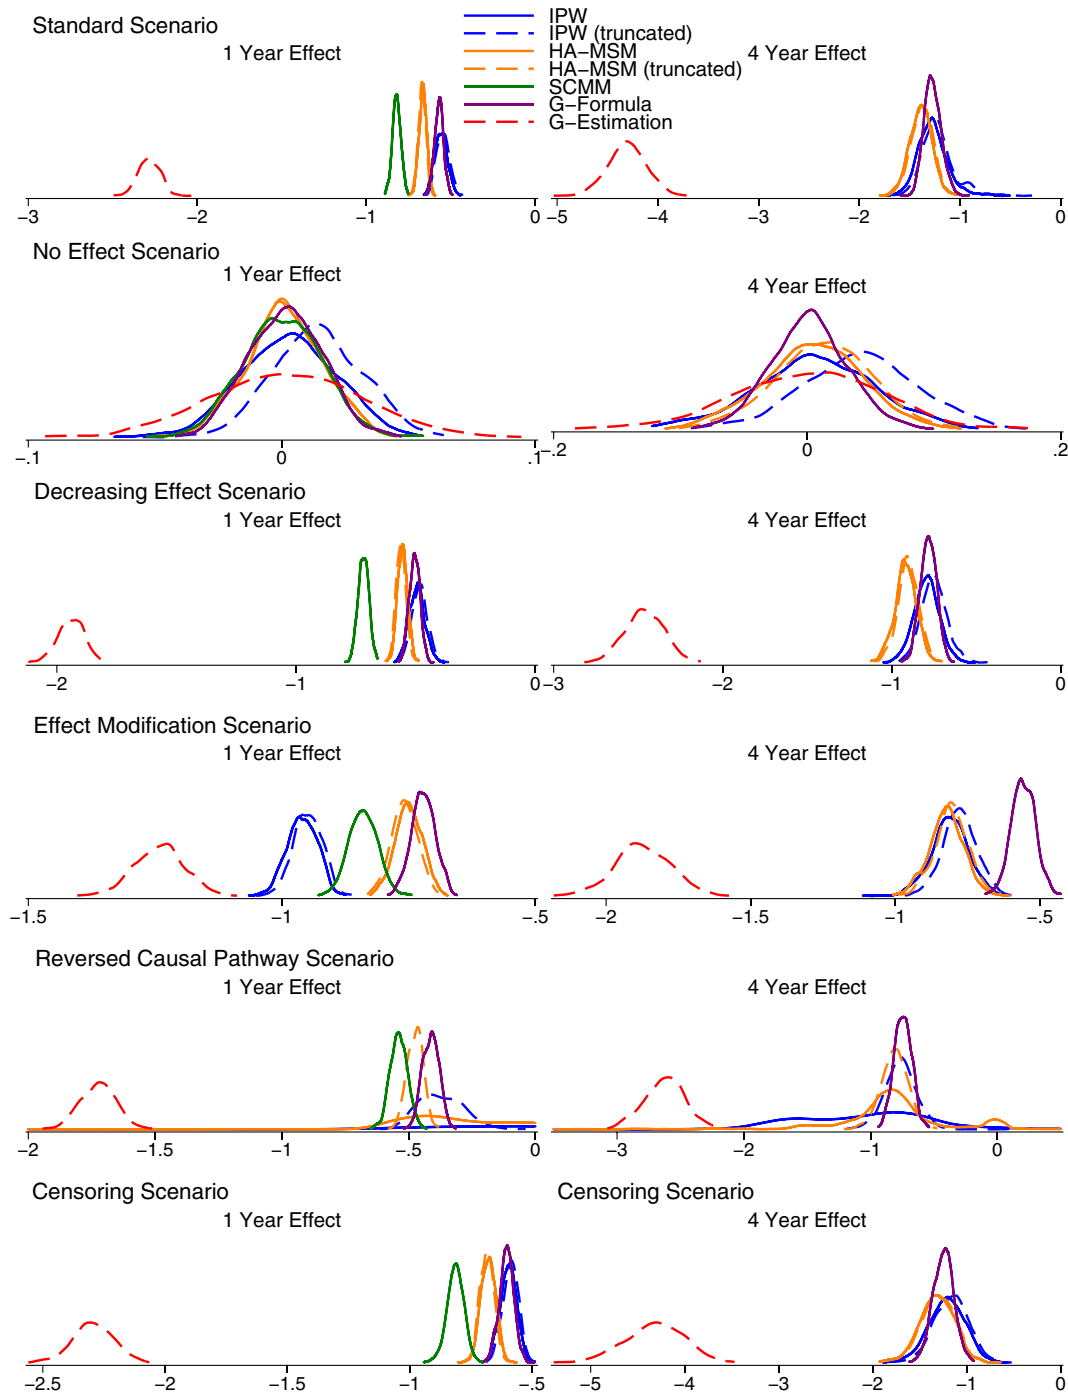 Standard Scenario
1 Year Effect
4 Year Effect
IPW
IPW (truncated)
HA−MSM
HA−MSM (truncated)
SCMM
G−Formula
G−Estimation
−3 −2 −1 0
−5 −4 −3 −2 −1 0
No Effect Scenario
1 Year Effect
4 Year Effect
−.1 0 .1
−.2 0 .2
Decreasing Effect Scenario
1 Year Effect
4 Year Effect
−2 −1 0
−3 −2 −1 0
Effect Modification Scenario
1 Year Effect
4 Year Effect
−1.5 −1 −.5
−2 −1.5 −1 −.5
Reversed Causal Pathway Scenario
1 Year Effect
4 Year Effect
−2 −1.5 −1 −.5 0
−3 −2 −1 0
Censoring Scenario
1 Year Effect
Censoring Scenario
4 Year Effect
−2.5 −2 −1.5 −1 −.5
−5 −4 −3 −2 −1 0